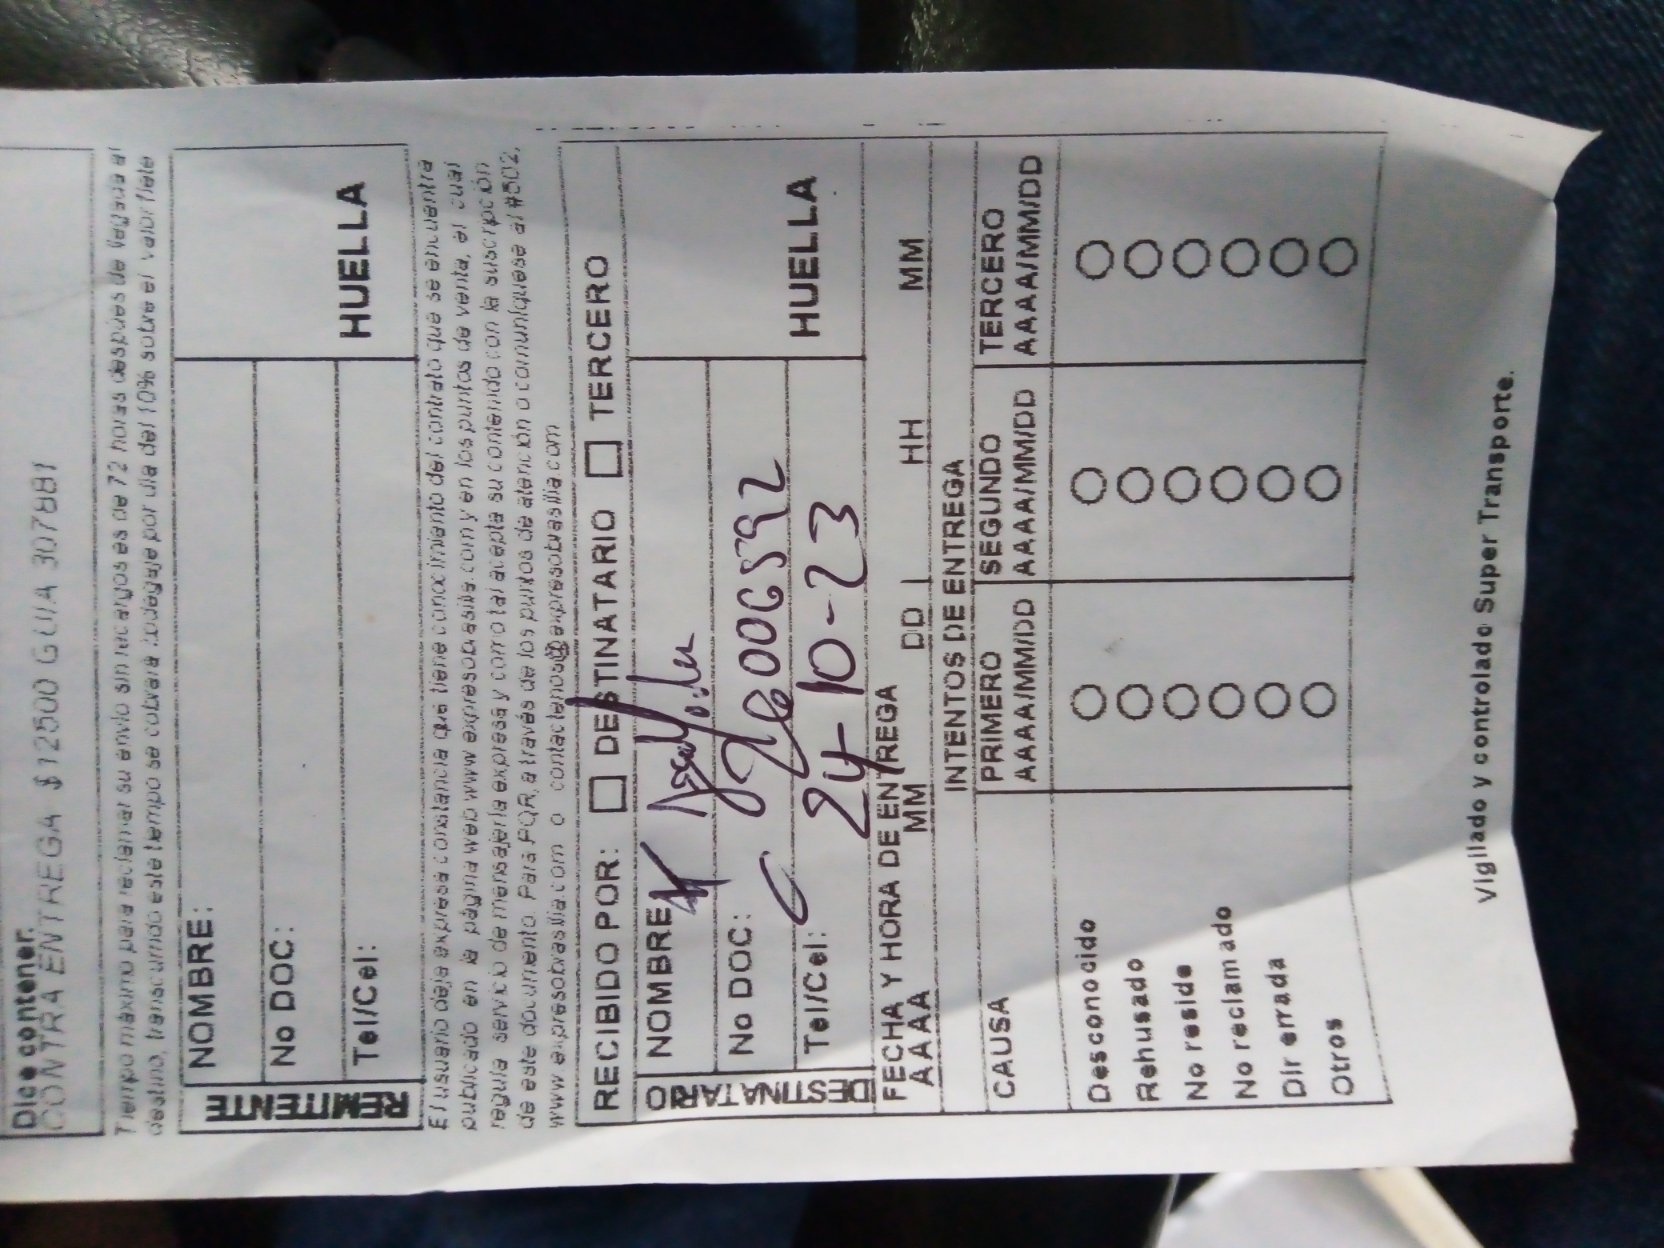 Dice contener.
CONTRA ENTREGA $12500 GUIA 307881
Tiempo máximo para reclamar su envío sin recargos es de 72 horas después de llegar al
destino, transcurrido este tiempo se cobrará rodegaje por día del 10% sobre el valor flete
REMITENTE
NOMBRE:
No DOC:
Tel/Cel:
HUELLA
El usuario deja expresa constancia que tiene conocimiento del contrato que se encuentra
publicado en la página web www expresobrasilia com y en los puntos de venta, el cual
regula servicio de mensajería expresa y con o tal acepta su contenido con la suscripción
de este documento Para PQR, a través de los puntos de atención o comuníquese al #502,
www expresobrasilia.com o contactenos@expresobrasilia.com
RECIBIDO POR: DESTINATARIO TERCERO
DESTINATARIO
NOMBRE
No DOC:
Tel/Cel:
24-10-23
HUELLA
FECHA Y HORA DE ENTREGA
AAAA MM DD HH MM
INTENTOS DE ENTREGA
CAUSA PRIMERO SEGUNDO TERCERO
AAAA/MM/DD AAAA/MM/DD AAAA/MM/DD
Desconocido
Rehusado
No reside
No reclamado
Dir errada
Otros
Vigilado y controlado Super Transporte.